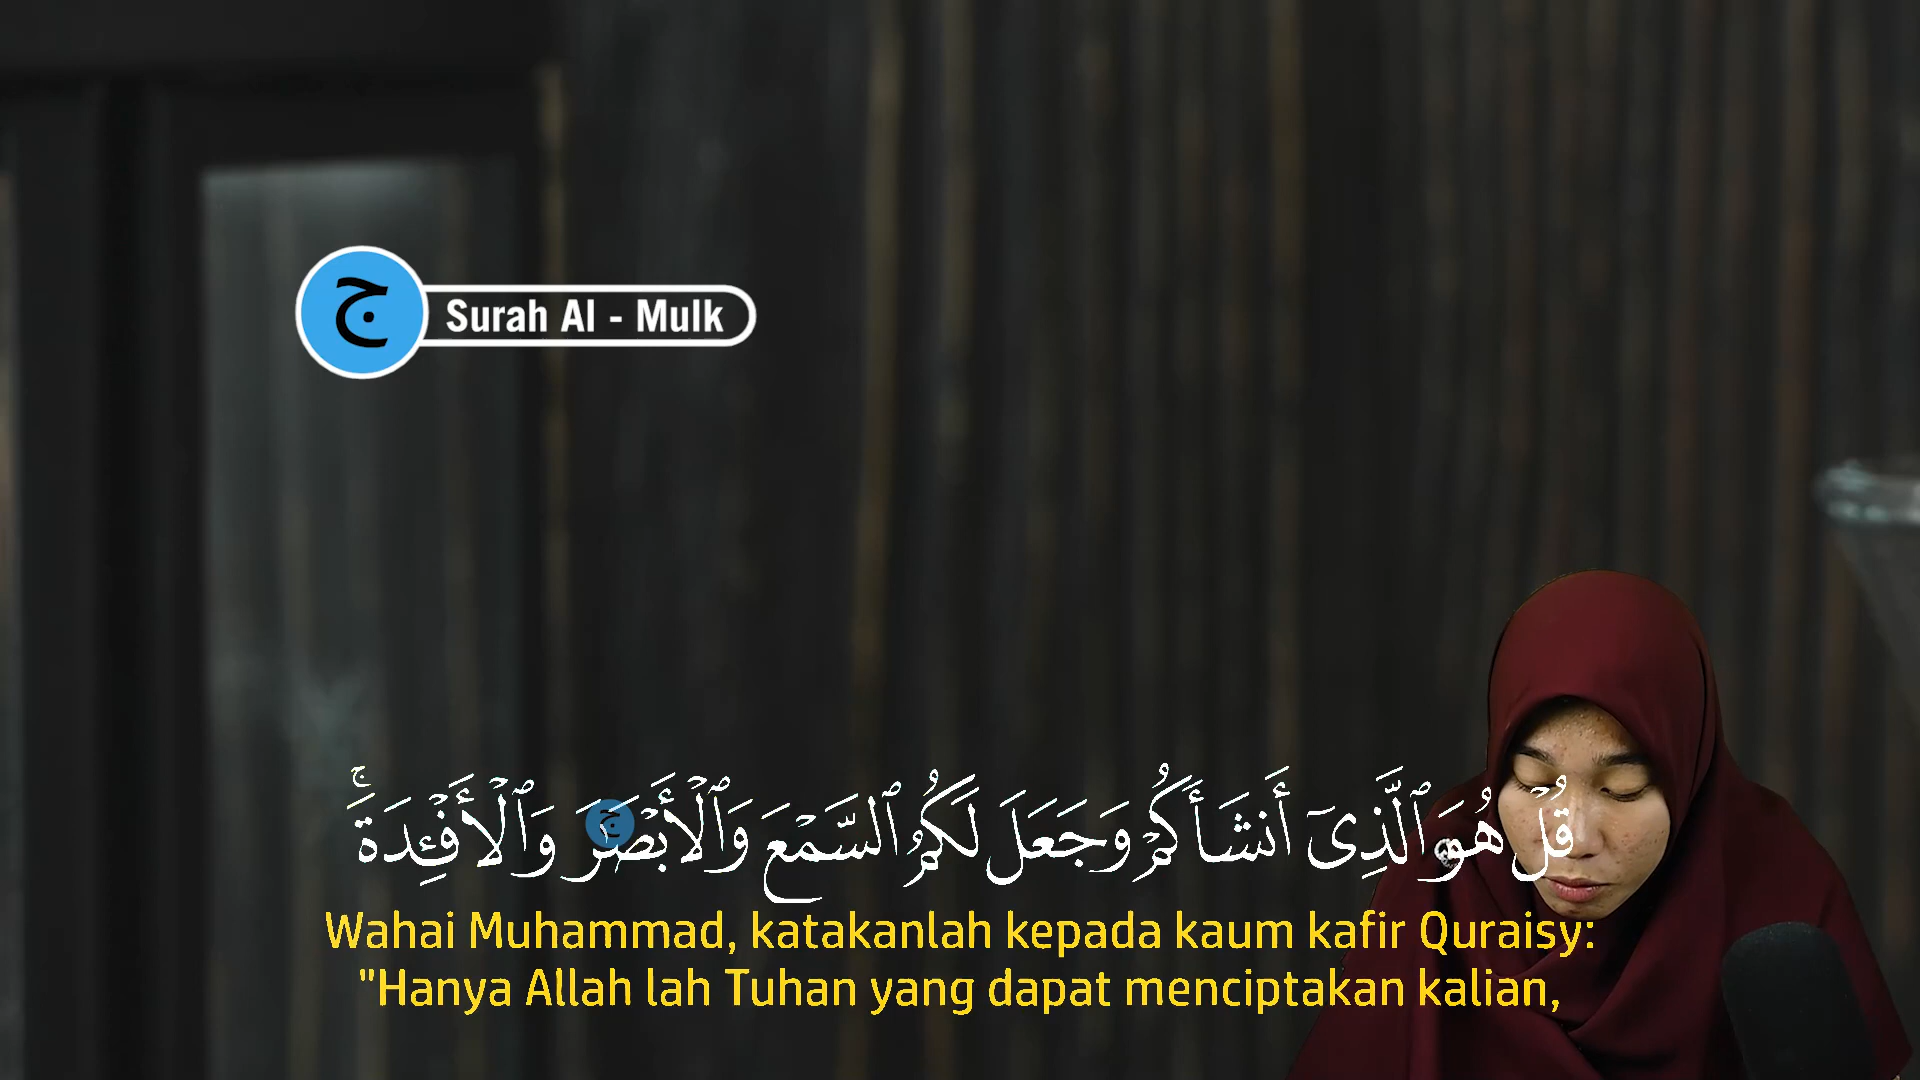 ج
Surah Al - Mulk
قُلْ هُوَ ٱلَّذِىٓ أَنشَأَكُمْ وَجَعَلَ لَكُمُ ٱلسَّمْعَ وَٱلْأَبْصَٰرَ وَٱلْأَفْـِٔدَةَ ۚ
ج
Wahai Muhammad, katakanlah kepada kaum kafir Quraisy:
"Hanya Allah lah Tuhan yang dapat menciptakan kalian,